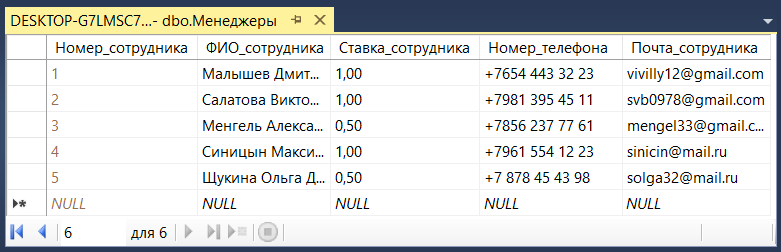 DESKTOP-G7LMSC7...- dbo.Менеджеры
Номер_сотрудника ФИО_сотрудника Ставка_сотрудника Номер_телефона Почта_сотрудника
1 Малышев Дмит... 1,00 +7654 443 32 23 vivilly12@gmail.com
2 Салатова Викто... 1,00 +7981 395 45 11 svb0978@gmail.com
3 Менгель Алекса... 0,50 +7856 237 77 61 mengel33@gmail.c...
4 Синицын Макси... 1,00 +7961 554 12 23 sinicin@mail.ru
5 Щукина Ольга Д... 0,50 +7 878 45 43 98 solga32@mail.ru
NULL NULL NULL NULL NULL
6 для 6